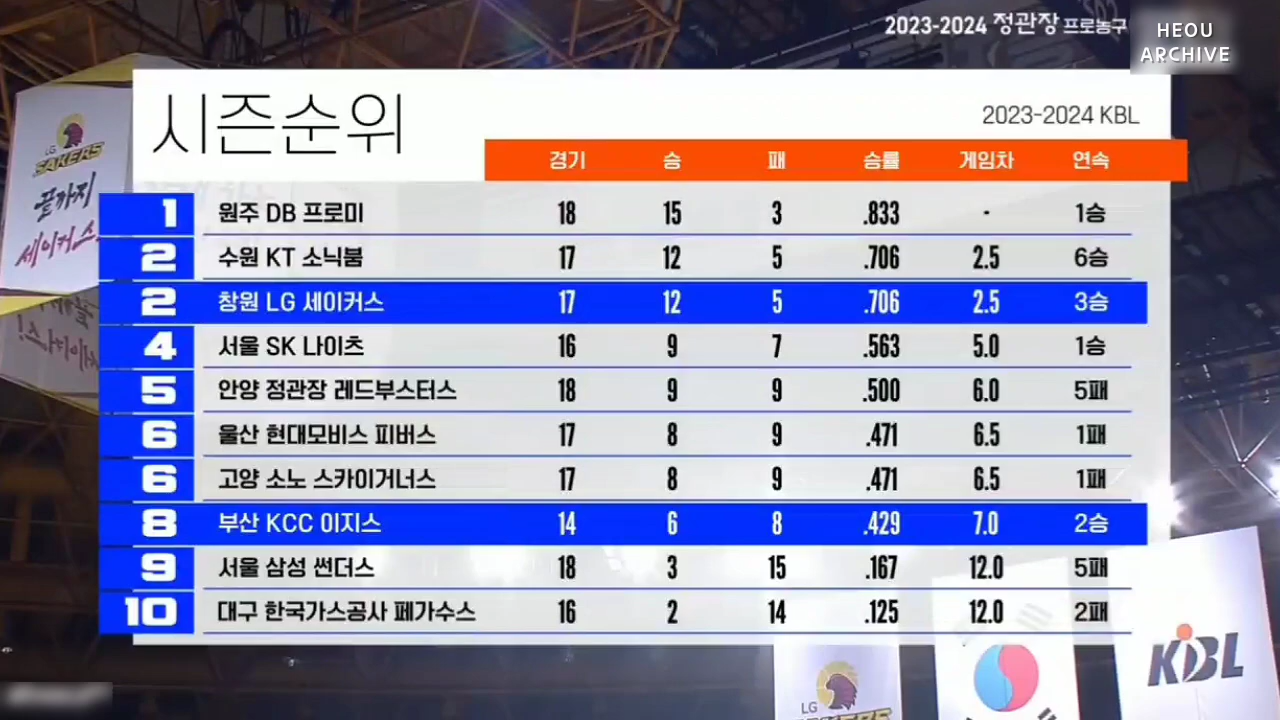 2023-2024 정관장 프로농구
HEOU
ARCHIVE
시즌순위
2023-2024 KBL
경기 승 패 승률 게임차 연속
1 원주 DB 프로미 18 15 3 .833 - 1승
2 수원 KT 소닉붐 17 12 5 .706 2.5 6승
2 창원 LG 세이커스 17 12 5 .706 2.5 3승
4 서울 SK 나이츠 16 9 7 .563 5.0 1승
5 안양 정관장 레드부스터스 18 9 9 .500 6.0 5패
6 울산 현대모비스 피버스 17 8 9 .471 6.5 1패
6 고양 소노 스카이거너스 17 8 9 .471 6.5 1패
8 부산 KCC 이지스 14 6 8 .429 7.0 2승
9 서울 삼성 썬더스 18 3 15 .167 12.0 5패
10 대구 한국가스공사 페가수스 16 2 14 .125 12.0 2패
LG
SAKERS
끝까지
세이커스
KBL
LG
SAKERS